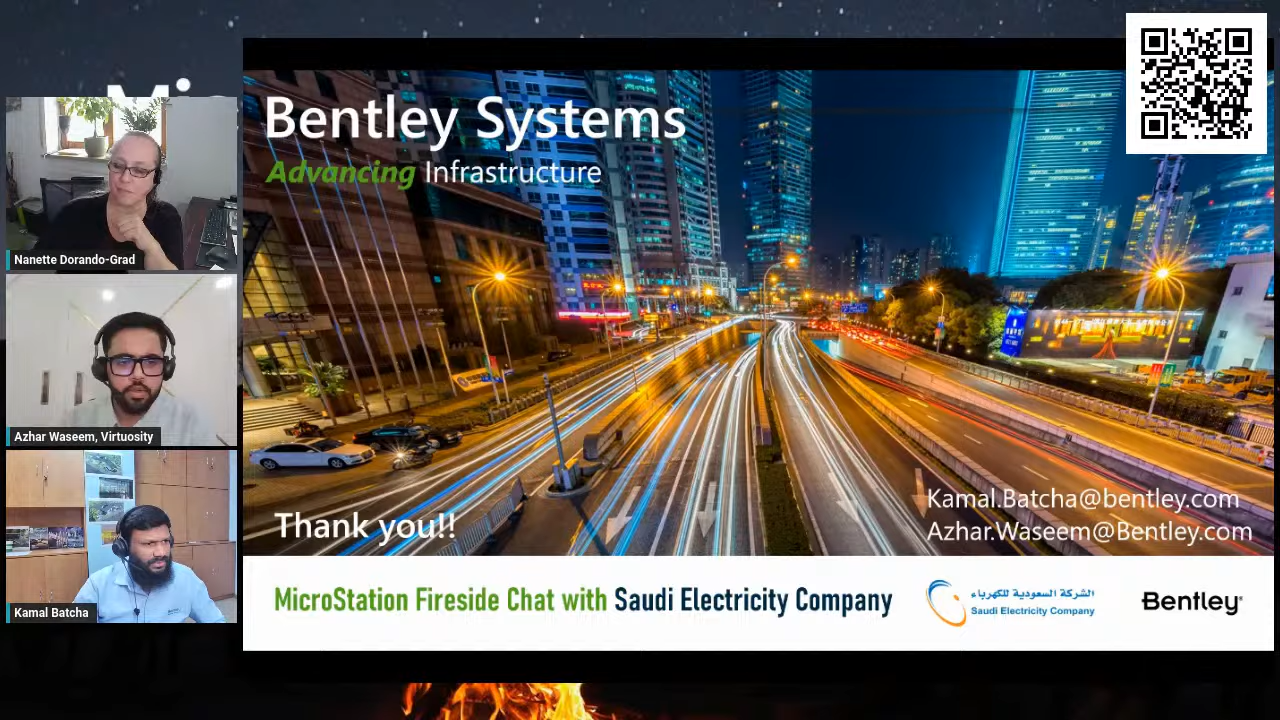 Mi
Nanette Dorando-Grad
Azhar Waseem, Virtuosity
Kamal Batcha
Bentley Systems
Advancing Infrastructure
Thank you!!
Kamal.Batcha@bentley.com
Azhar.Waseem@Bentley.com
MicroStation Fireside Chat with Saudi Electricity Company
الشركة السعودية للكهرباء
Saudi Electricity Company
Bentley®